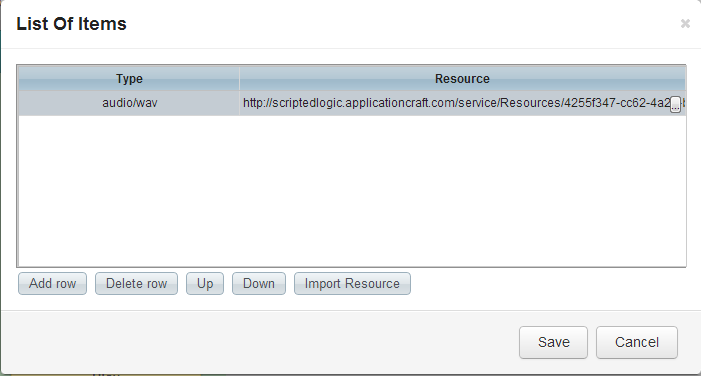 List Of Items
×
Type Resource
audio/wav http://scriptedlogic.applicationcraft.com/service/Resources/4255f347-cc62-4a2 ...
Add row Delete row Up Down Import Resource
Save Cancel